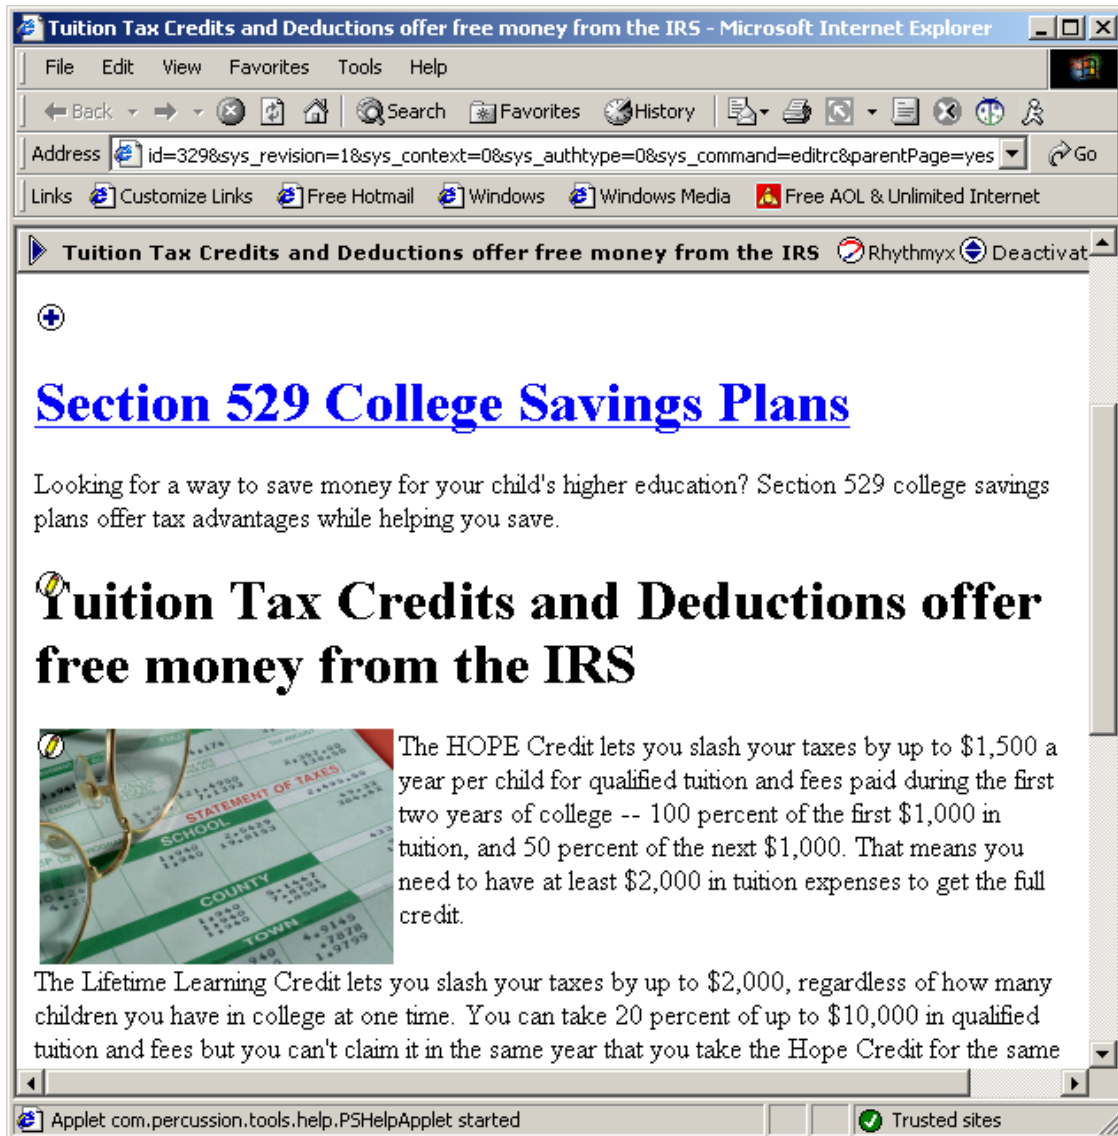 Tuition Tax Credits and Deductions offer free money from the IRS - Microsoft Internet Explorer
File Edit View Favorites Tools Help
Back Search Favorites History
Address id=329&sys_revision=1&sys_context=0&sys_authtype=0&sys_command=editrc&parentPage=yes Go
Links Customize Links Free Hotmail Windows Windows Media Free AOL & Unlimited Internet
Tuition Tax Credits and Deductions offer free money from the IRS Rhythmyx Deactivat
Section 529 College Savings Plans
Looking for a way to save money for your child's higher education? Section 529 college savings
plans offer tax advantages while helping you save.
Tuition Tax Credits and Deductions offer
free money from the IRS
STATEMENT OF TAXES
SCHOOL
COUNTY
TOWN
The HOPE Credit lets you slash your taxes by up to $1,500 a
year per child for qualified tuition and fees paid during the first
two years of college -- 100 percent of the first $1,000 in
tuition, and 50 percent of the next $1,000. That means you
need to have at least $2,000 in tuition expenses to get the full
credit.
The Lifetime Learning Credit lets you slash your taxes by up to $2,000, regardless of how many
children you have in college at one time. You can take 20 percent of up to $10,000 in qualified
tuition and fees but you can't claim it in the same year that you take the Hope Credit for the same
Applet com.percussion.tools.help.PSHelpApplet started Trusted sites